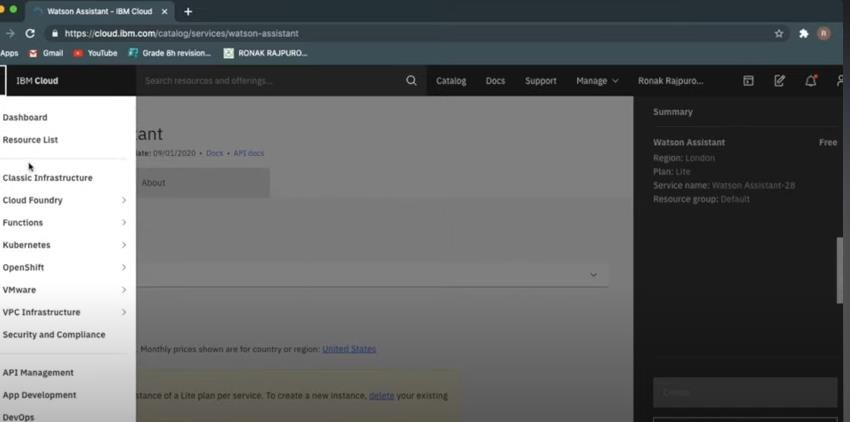 Watson Assistant - IBM Cloud
https://cloud.ibm.com/catalog/services/watson-assistant
Apps Gmail YouTube Grade 8h revision... RONAK RAJPURO...
IBM Cloud Search resources and offerings... Catalog Docs Support Manage Ronak Rajpuro...
R
Dashboard
Resource List
Classic Infrastructure
Cloud Foundry
Functions
Kubernetes
OpenShift
VMware
VPC Infrastructure
Security and Compliance
API Management
App Development
DevOps
tant
ate: 09/01/2020 • Docs • API docs
About
Monthly prices shown are for country or region: United States
stance of a Lite plan per service. To create a new instance, delete your existing
Summary
Watson Assistant Free
Region: London
Plan: Lite
Service name: Watson Assistant-28
Resource group: Default
Create